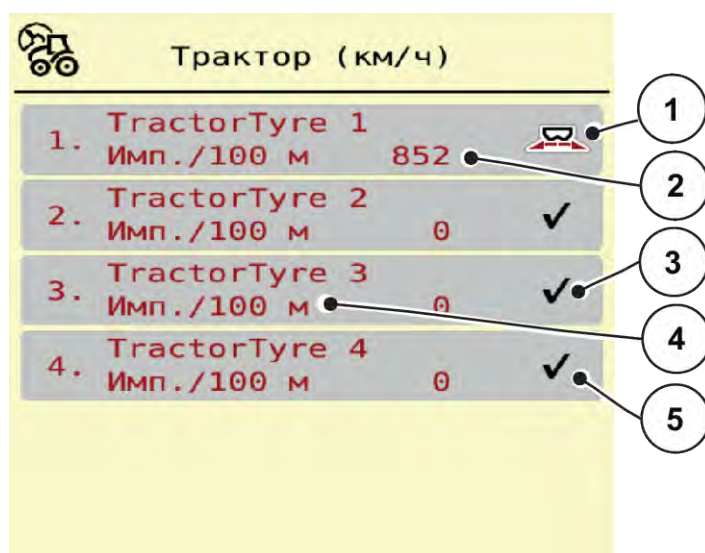 Трактор (км/ч)
1. TractorTyre 1
Имп./100 м 852
2. TractorTyre 2
Имп./100 м 0
3. TractorTyre 3
Имп./100 м 0
4. TractorTyre 4
Имп./100 м 0
1
2
3
4
5